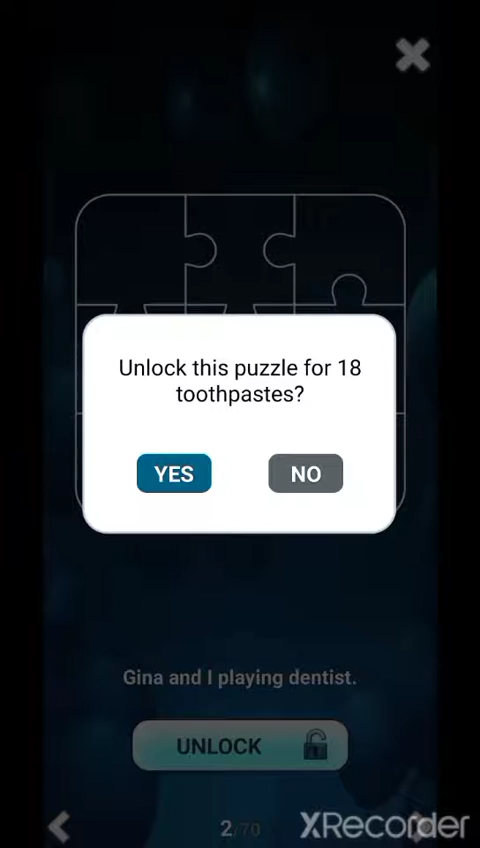 Unlock this puzzle for 18
toothpastes?
YES
NO
Gina and I playing dentist.
UNLOCK
2/70
XRecorder